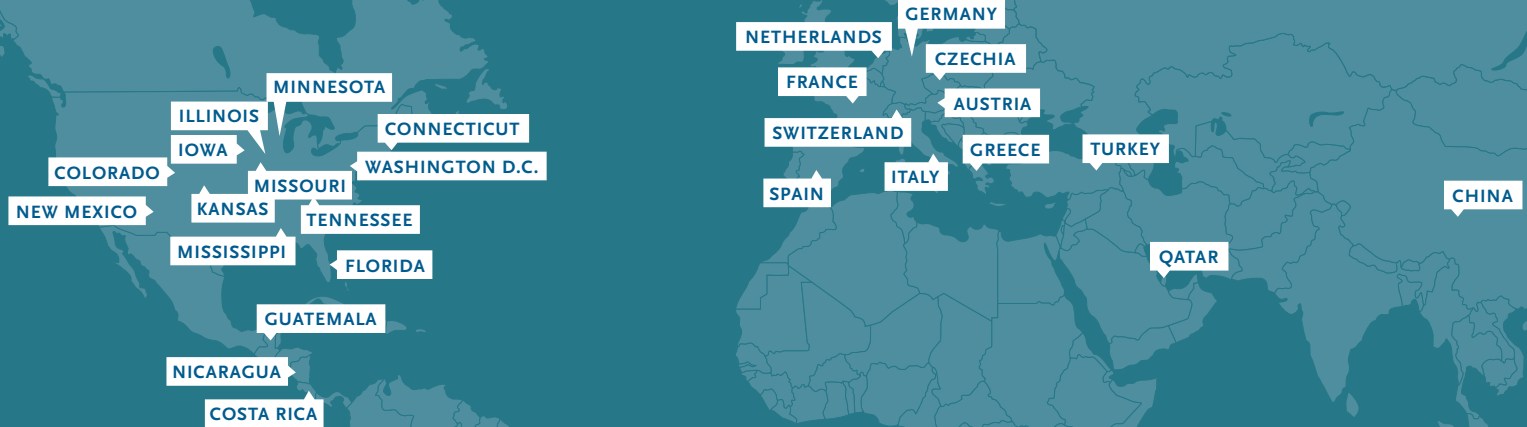 MINNESOTA
ILLINOIS
CONNECTICUT
IOWA
WASHINGTON D.C.
COLORADO
MISSOURI
KANSAS
NEW MEXICO
TENNESSEE
MISSISSIPPI
FLORIDA
GUATEMALA
NICARAGUA
COSTA RICA
GERMANY
NETHERLANDS
CZECHIA
FRANCE
AUSTRIA
SWITZERLAND
GREECE
TURKEY
ITALY
SPAIN
CHINA
QATAR